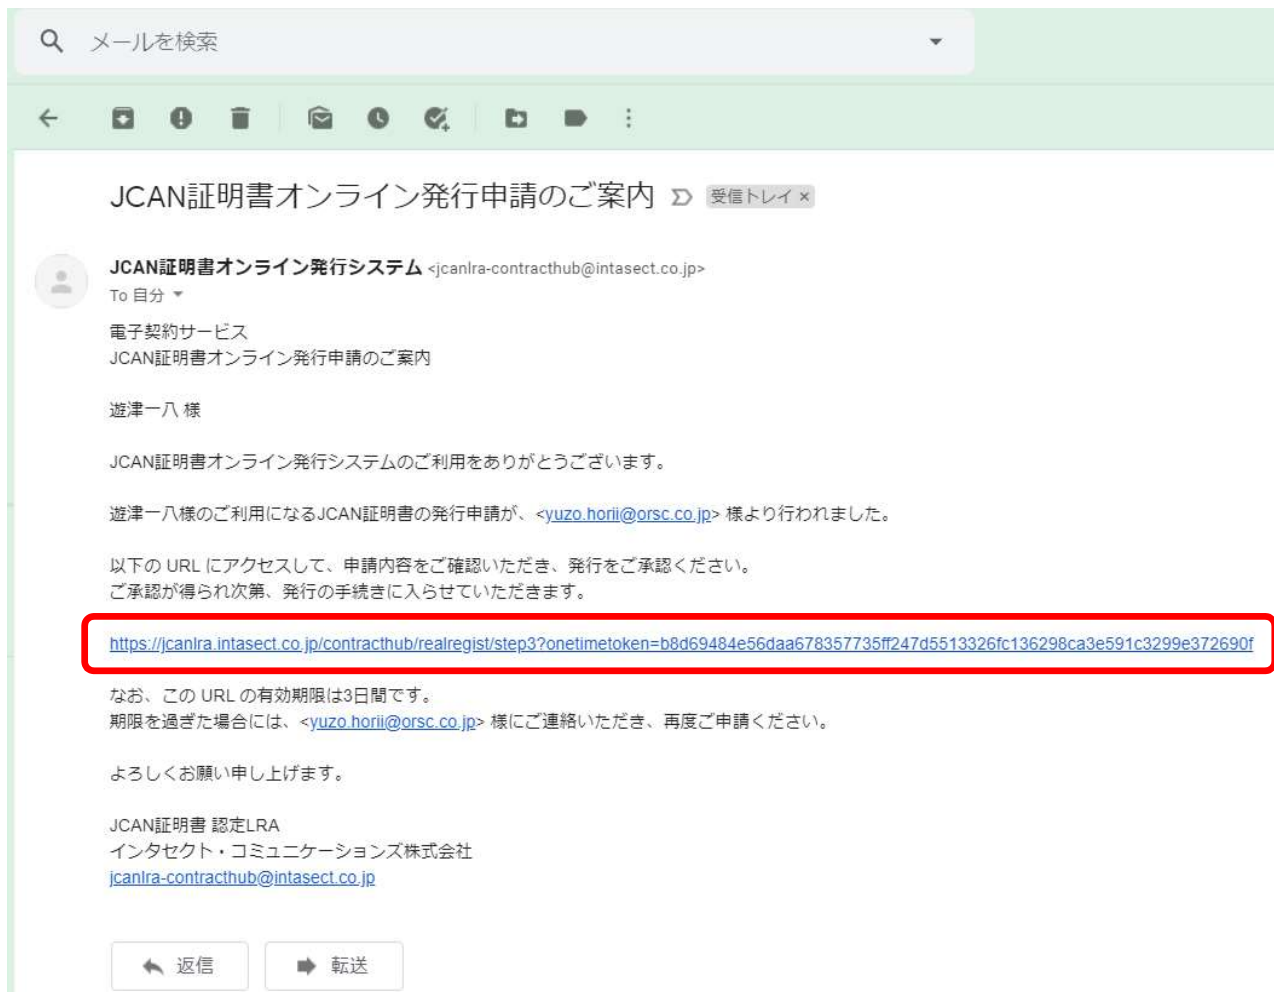 メールを検索
JCAN証明書オンライン発行申請のご案内 受信トレイ ×
JCAN証明書オンライン発行システム <jcanlra-contracthub@intasect.co.jp>
To 自分
電子契約サービス
JCAN証明書オンライン発行申請のご案内
遊津一八 様
JCAN証明書オンライン発行システムのご利用をありがとうございます。
遊津一八様のご利用になるJCAN証明書の発行申請が、<yuzo.horii@orsc.co.jp> 様より行われました。
以下の URL にアクセスして、申請内容をご確認いただき、発行をご承認ください。
ご承認が得られ次第、発行の手続きに入らせていただきます。
https://jcanlra.intasect.co.jp/contracthub/realregist/step3?onetimetoken=b8d69484e56daa678357735ff247d5513326fc136298ca3e591c3299e372690f
なお、この URL の有効期限は3日間です。
期限を過ぎた場合には、<yuzo.horii@orsc.co.jp> 様にご連絡いただき、再度ご申請ください。
よろしくお願い申し上げます。
JCAN証明書 認定LRA
インタセクト・コミュニケーションズ株式会社
jcanlra-contracthub@intasect.co.jp
返信 転送